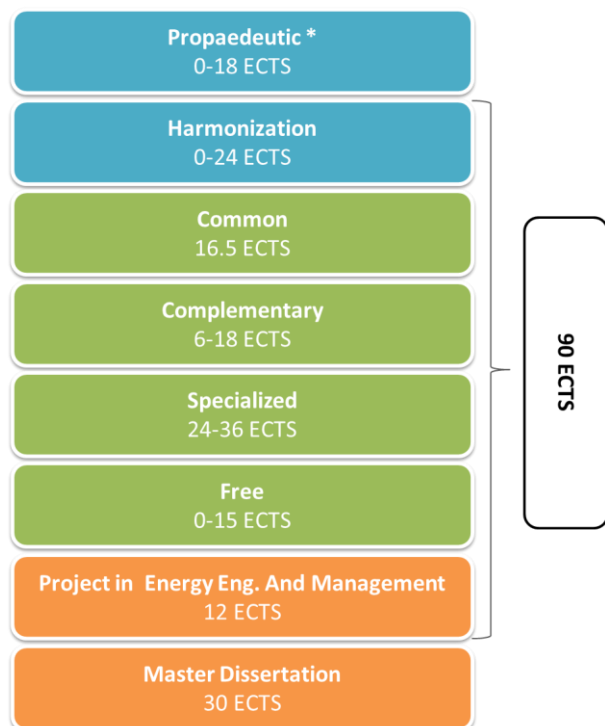 Propaedeutic *
0-18 ECTS
Harmonization
0-24 ECTS
Common
16.5 ECTS
Complementary
6-18 ECTS
Specialized
24-36 ECTS
Free
0-15 ECTS
Project in Energy Eng. And Management
12 ECTS
Master Dissertation
30 ECTS
90 ECTS